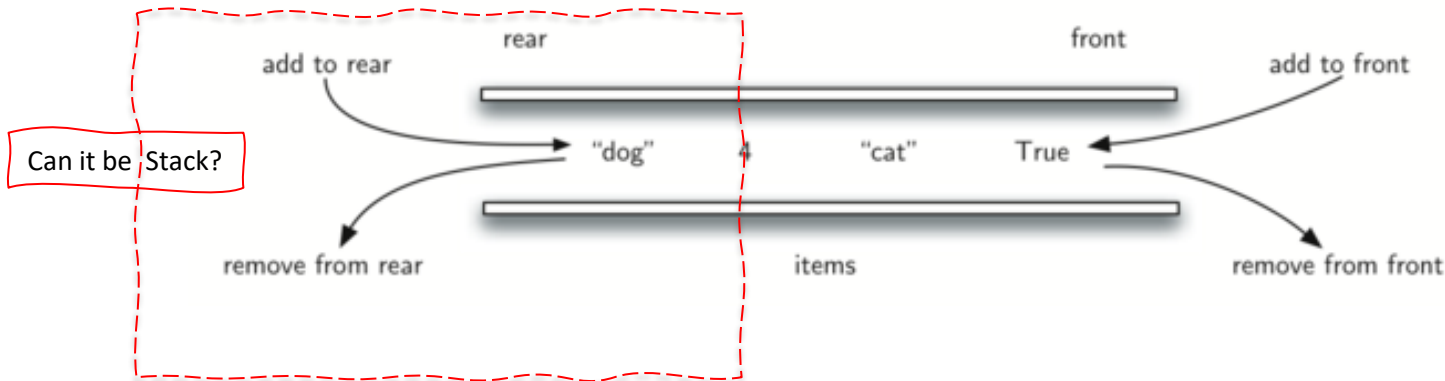 rear
front
add to rear
add to front
Can it be Stack?
“dog” 4 “cat” True
remove from rear
items
remove from front